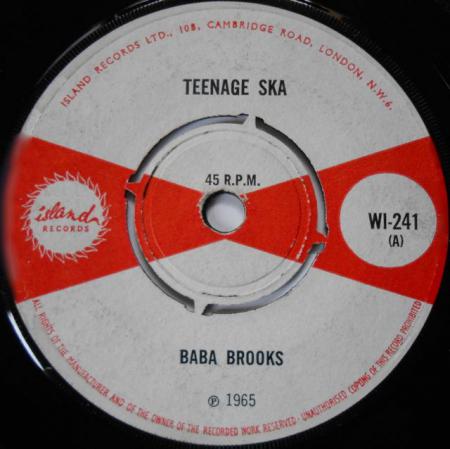 ISLAND RECORDS LTD., 108, CAMBRIDGE ROAD, LONDON, N.W.6.
TEENAGE SKA
45 R.P.M.
island
RECORDS
WI-241
(A)
BABA BROOKS
℗ 1965
ALL RIGHTS OF THE MANUFACTURER AND OF THE OWNER OF THE RECORDED WORK RESERVED · UNAUTHORISED COPYING OF THIS RECORD PROHIBITED